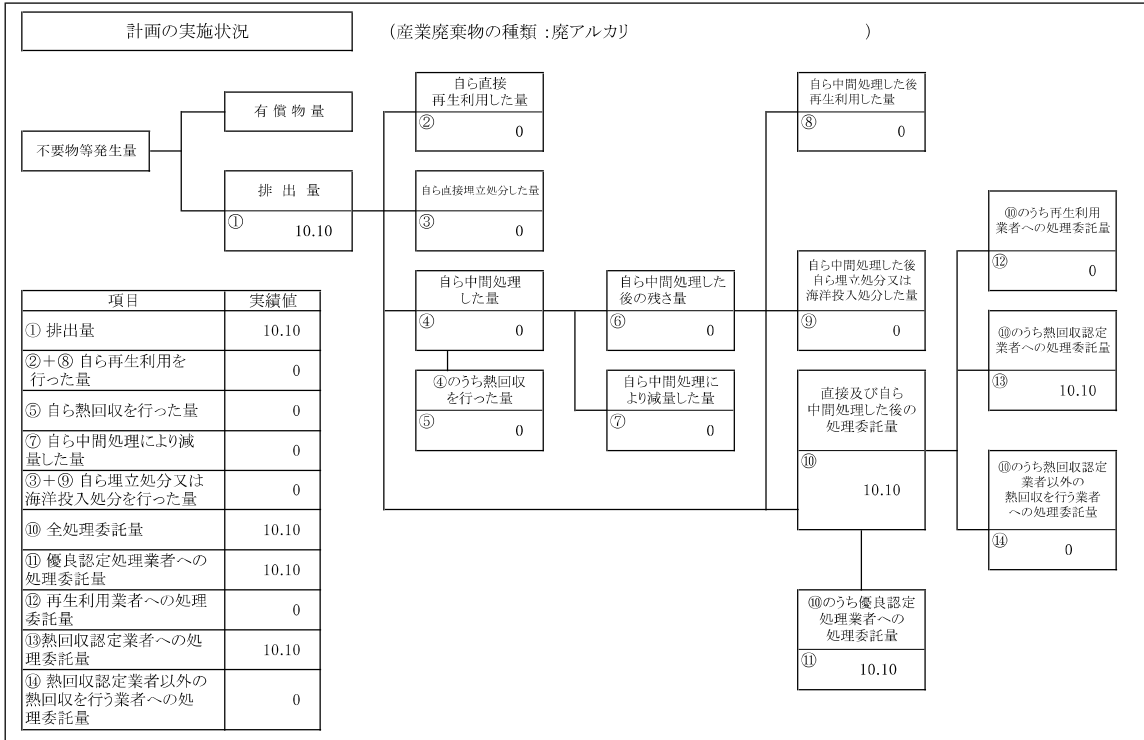 計画の実施状況
(産業廃棄物の種類:廃アルカリ )
不要物等発生量
有償物量
排出量
① 10.10
自ら直接
再生利用した量
② 0
自ら直接埋立処分した量
③ 0
自ら中間処理
した量
④ 0
④のうち熱回収
を行った量
⑤ 0
自ら中間処理した
後の残さ量
⑥ 0
自ら中間処理に
より減量した量
⑦ 0
自ら中間処理した後
再生利用した量
⑧ 0
自ら中間処理した後
自ら埋立処分又は
海洋投入処分した量
⑨ 0
直接及び自ら
中間処理した後の
処理委託量
⑩
10.10
⑩のうち優良認定
処理業者への
処理委託量
⑪ 10.10
⑩のうち再生利用
業者への処理委託量
⑫ 0
⑩のうち熱回収認定
業者への処理委託量
⑬ 10.10
⑩のうち熱回収認定
業者以外の
熱回収を行う業者
への処理委託量
⑭ 0
項目 実績値
① 排出量 10.10
②+⑧ 自ら再生利用を
行った量 0
⑤ 自ら熱回収を行った量 0
⑦ 自ら中間処理により減
量した量 0
③+⑨ 自ら埋立処分又は
海洋投入処分を行った量 0
⑩ 全処理委託量 10.10
⑪ 優良認定処理業者への
処理委託量 10.10
⑫ 再生利用業者への処理
委託量 0
⑬熱回収認定業者への処
理委託量 10.10
⑭ 熱回収認定業者以外の
熱回収を行う業者への処
理委託量 0